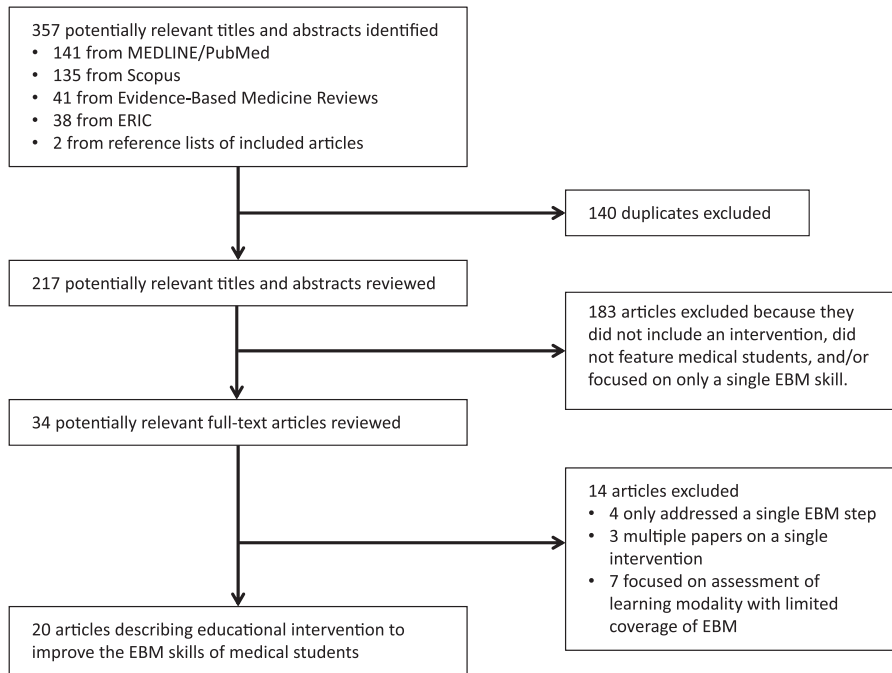 357 potentially relevant titles and abstracts identified
• 141 from MEDLINE/PubMed
• 135 from Scopus
• 41 from Evidence-Based Medicine Reviews
• 38 from ERIC
• 2 from reference lists of included articles
140 duplicates excluded
217 potentially relevant titles and abstracts reviewed
183 articles excluded because they
did not include an intervention, did
not feature medical students, and/or
focused on only a single EBM skill.
34 potentially relevant full-text articles reviewed
14 articles excluded
• 4 only addressed a single EBM step
• 3 multiple papers on a single
intervention
• 7 focused on assessment of
learning modality with limited
coverage of EBM
20 articles describing educational intervention to
improve the EBM skills of medical students